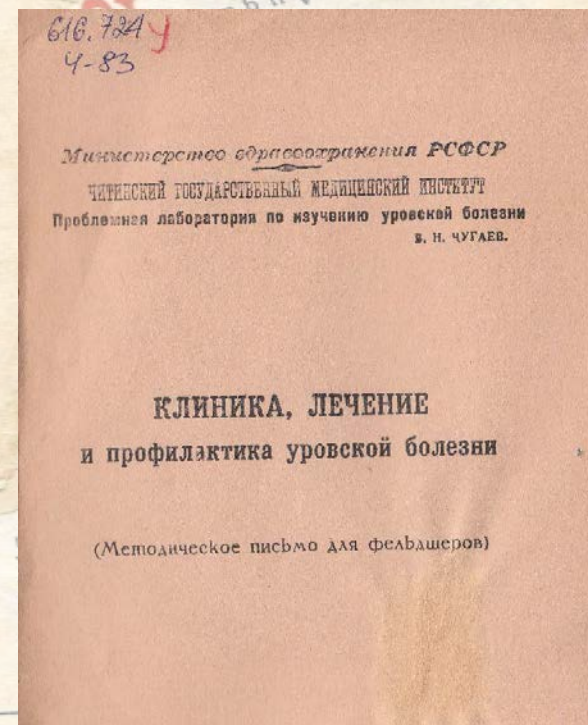 616.724 У
Ч-83
Министерство здравоохранения РСФСР
ЧИТИНСКИЙ ГОСУДАРСТВЕННЫЙ МЕДИЦИНСКИЙ ИНСТИТУТ
Проблемная лаборатория по изучению уровской болезни
В. Н. ЧУГАЕВ.
КЛИНИКА, ЛЕЧЕНИЕ
и профилактика уровской болезни
(Методическое письмо для фельдшеров)